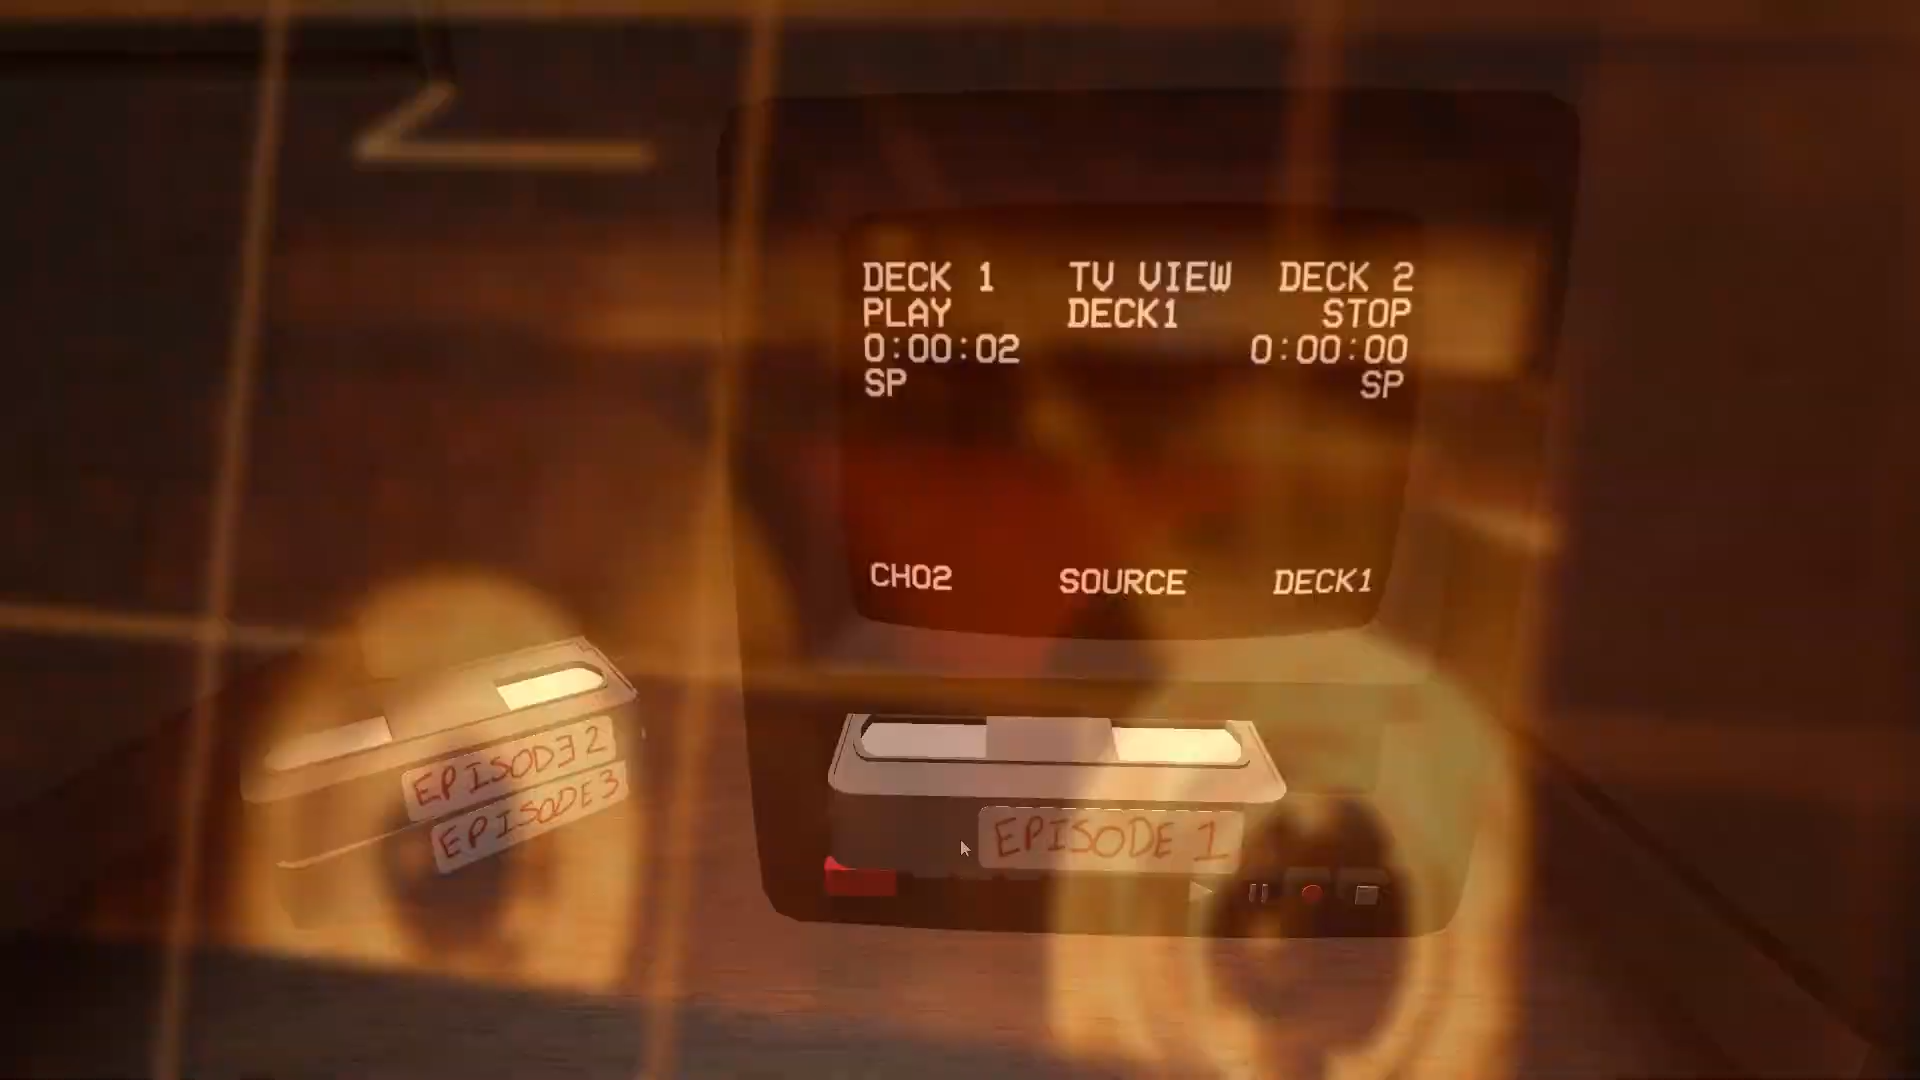 DECK 1 TV VIEW DECK 2
PLAY DECK1 STOP
0:00:02 0:00:00
SP SP
CH02 SOURCE DECK1
EPISODE 2
EPISODE 3
EPISODE 1